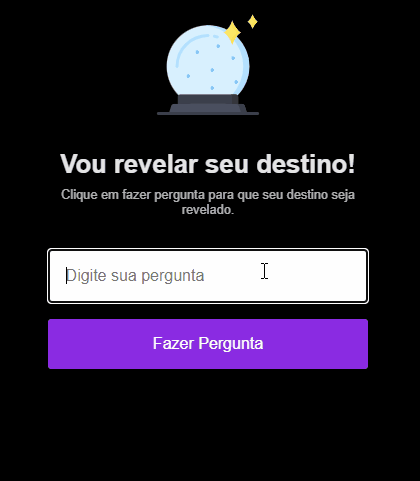 Vou revelar seu destino!
Clique em fazer pergunta para que seu destino seja
revelado.
Digite sua pergunta
Fazer Pergunta